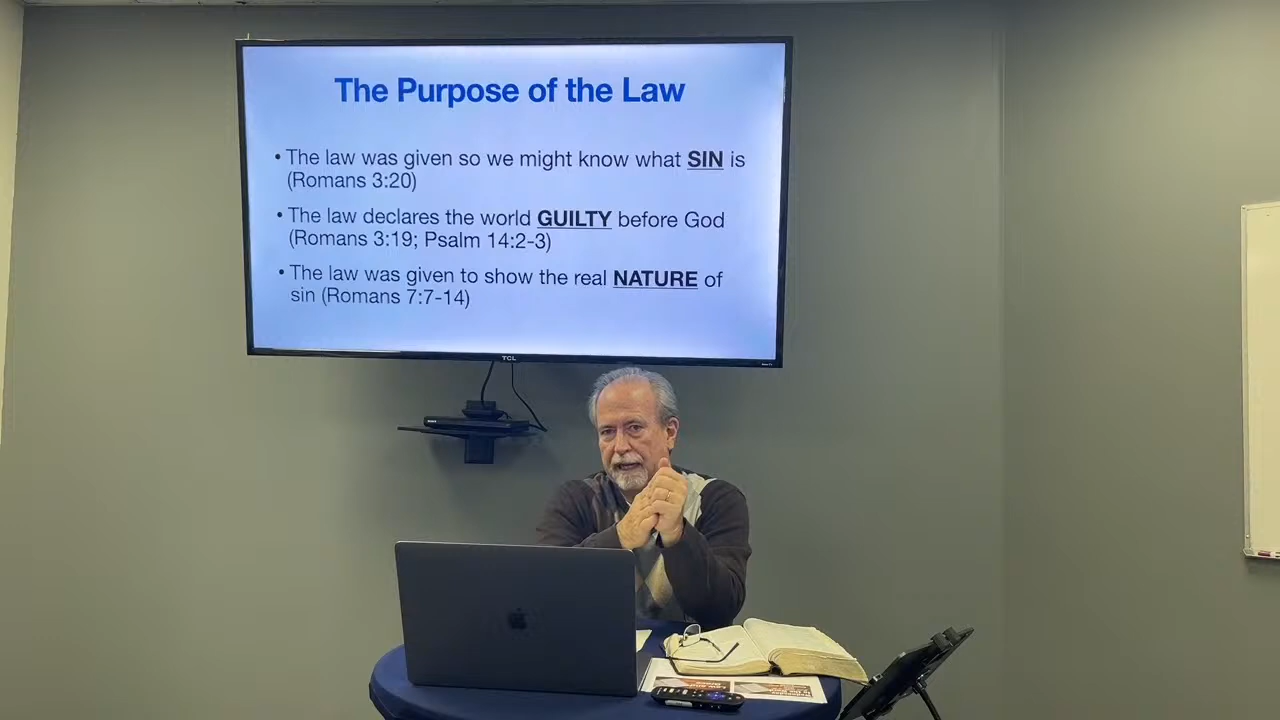 The Purpose of the Law
• The law was given so we might know what SIN is
(Romans 3:20)
• The law declares the world GUILTY before God
(Romans 3:19; Psalm 14:2-3)
• The law was given to show the real NATURE of
sin (Romans 7:7-14)
TCL